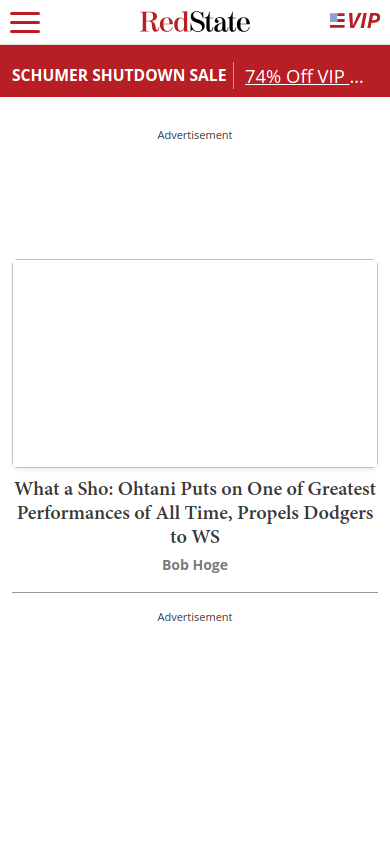 RedState
VIP
SCHUMER SHUTDOWN SALE
74% Off VIP ...
Advertisement
What a Sho: Ohtani Puts on One of Greatest
Performances of All Time, Propels Dodgers
to WS
Bob Hoge
Advertisement